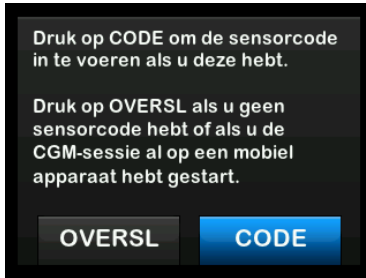 Druk op CODE om de sensorcode
in te voeren als u deze hebt.
Druk op OVERSL als u geen
sensorcode hebt of als u de
CGM-sessie al op een mobiel
apparaat hebt gestart.
OVERSL CODE